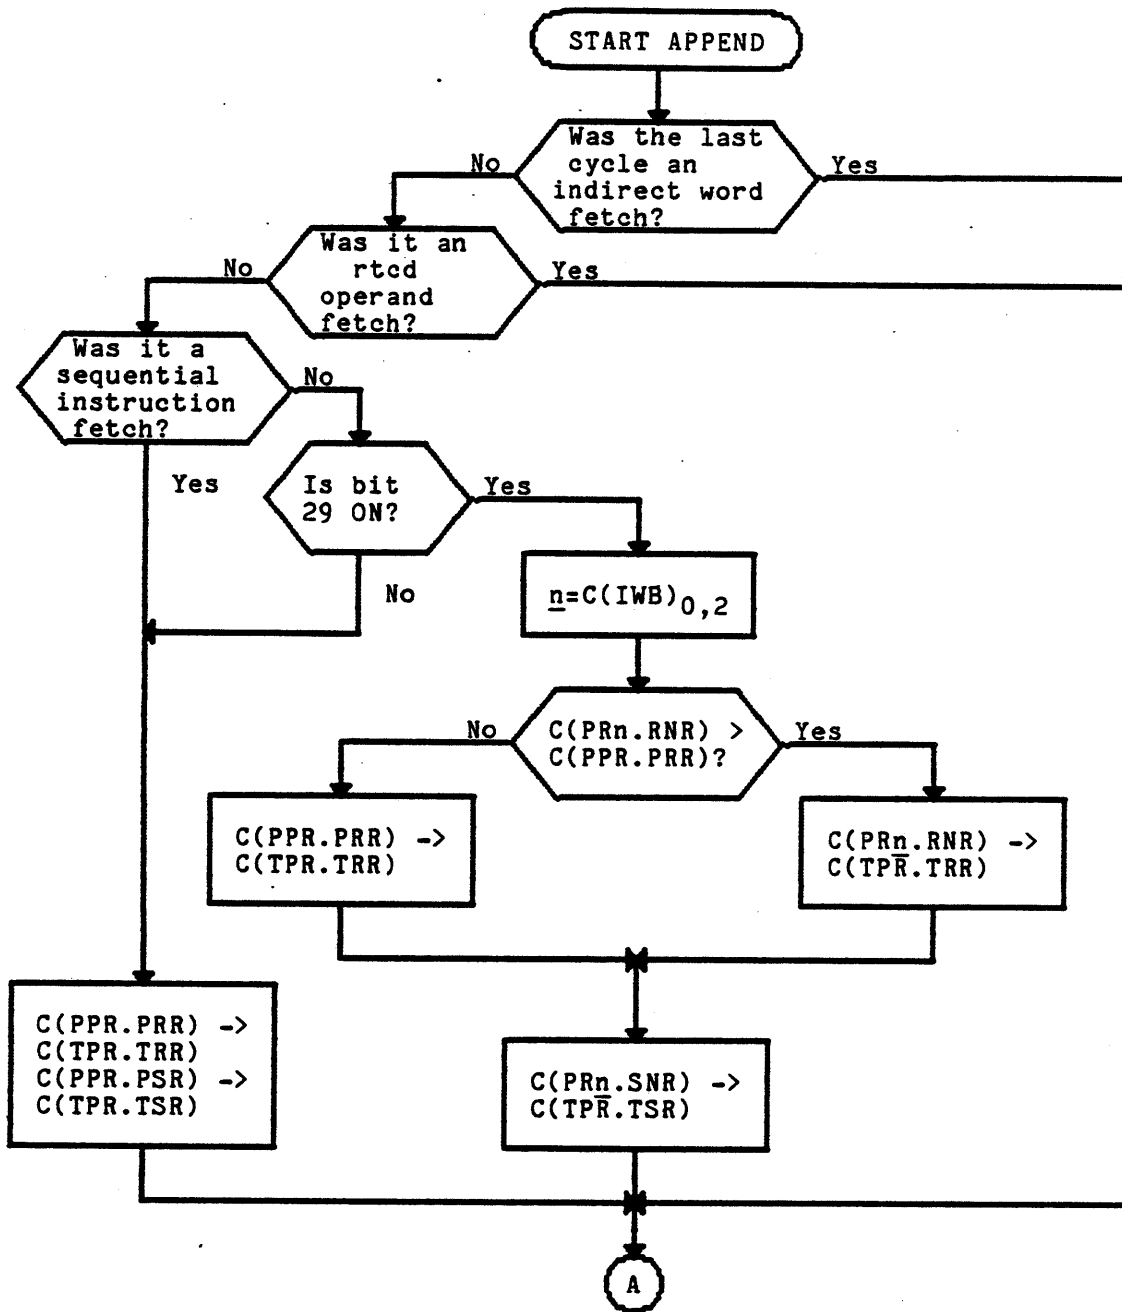 START APPEND
Was the last
cycle an
indirect word
fetch?
No
Yes
Was it an
rtcd
operand
fetch?
No
Yes
Was it a
sequential
instruction
fetch?
No
Yes
Is bit
29 ON?
Yes
No
n=C(IWB)0,2
C(PRn.RNR) >
C(PPR.PRR)?
No
Yes
C(PPR.PRR) ->
C(TPR.TRR)
C(PRn.RNR) ->
C(TPR.TRR)
C(PPR.PRR) ->
C(TPR.TRR)
C(PPR.PSR) ->
C(TPR.TSR)
C(PRn.SNR) ->
C(TPR.TSR)
A